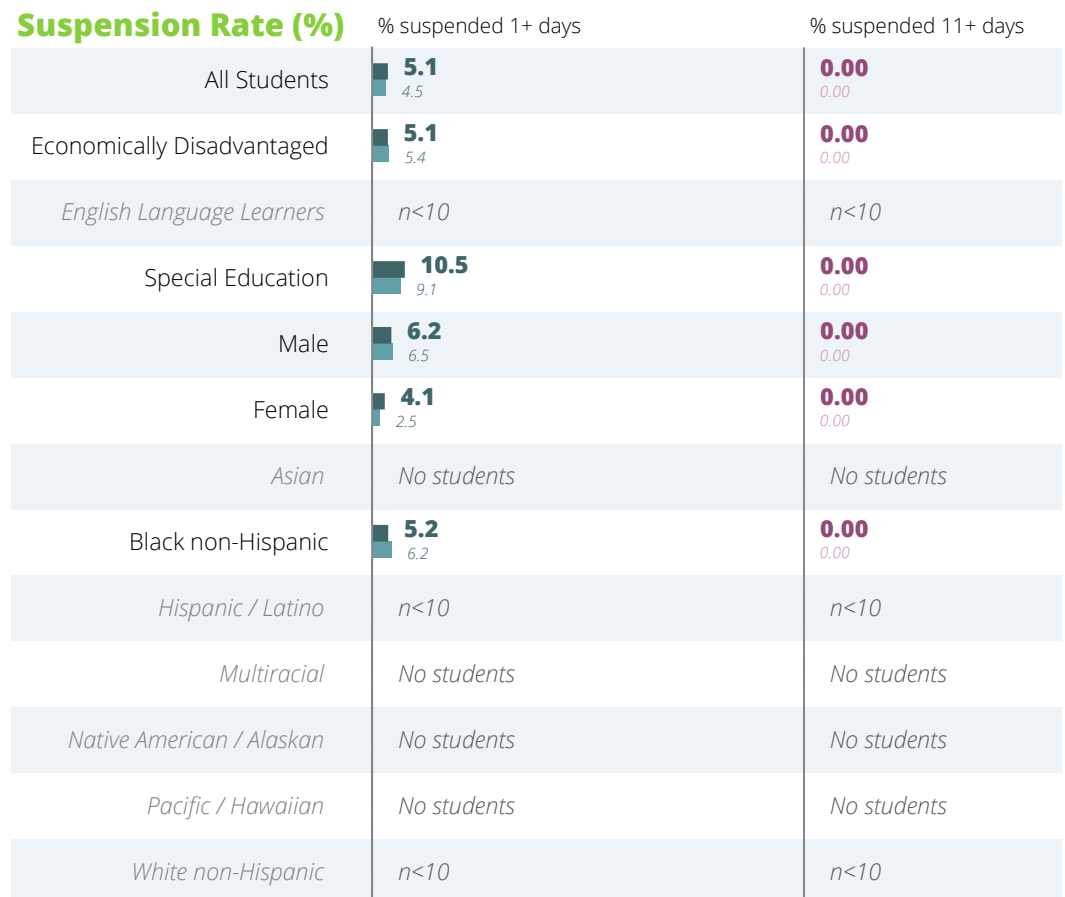 Suspension Rate (%) % suspended 1+ days % suspended 11+ days
All Students 5.1 0.00
4.5 0.00
Economically Disadvantaged 5.1 0.00
5.4 0.00
English Language Learners n<10 n<10
Special Education 10.5 0.00
9.1 0.00
Male 6.2 0.00
6.5 0.00
Female 4.1 0.00
2.5 0.00
Asian No students No students
Black non-Hispanic 5.2 0.00
6.2 0.00
Hispanic / Latino n<10 n<10
Multiracial No students No students
Native American / Alaskan No students No students
Pacific / Hawaiian No students No students
White non-Hispanic n<10 n<10